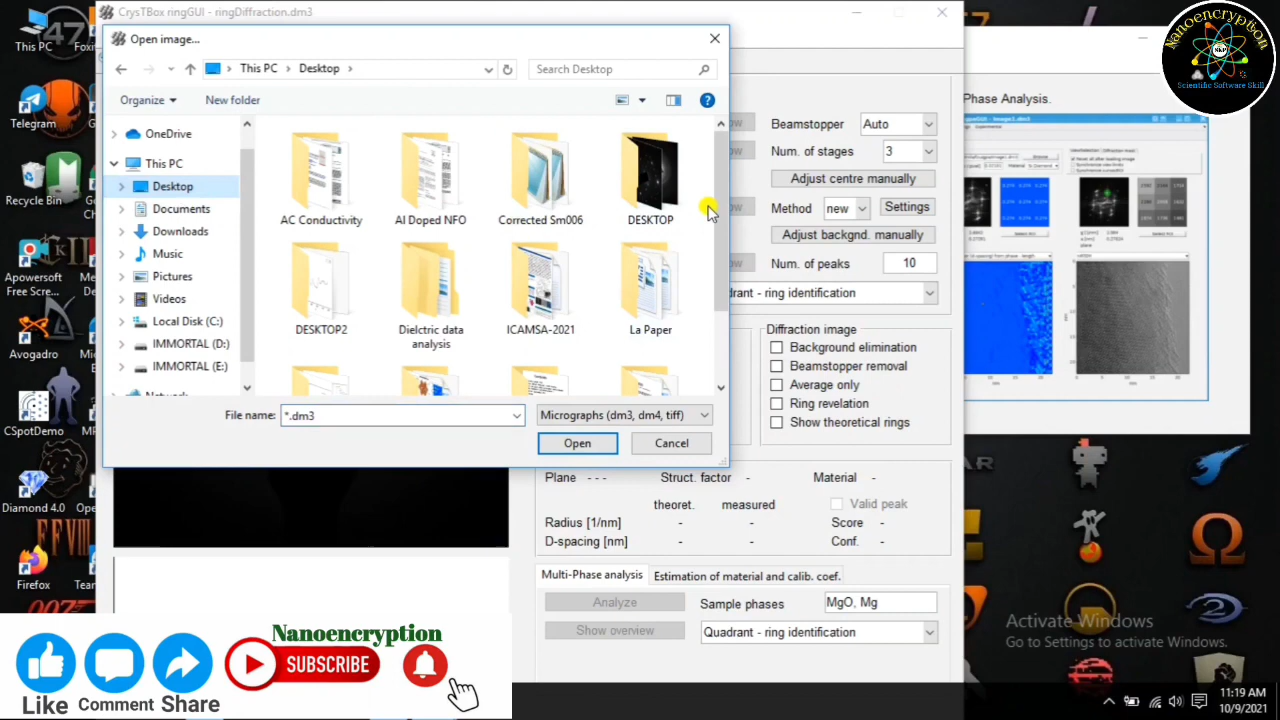 CrysTBox ringGUI - ringDiffraction.dm3
This PC
Telegram
Recycle Bin
Apowersoft
Free Scree...
Avogadro
CSpotDemo
Diamond 4.0
Firefox
Open image...
This PC
Desktop
Search Desktop
Organize
New folder
OneDrive
This PC
Desktop
Documents
Downloads
Music
Pictures
Videos
Local Disk (C:)
IMMORTAL (D:)
IMMORTAL (E:)
Network
AC Conductivity
Al Doped NFO
Corrected Sm006
DESKTOP
DESKTOP2
Dielctric data
analysis
ICAMSA-2021
La Paper
File name:
*.dm3
Micrographs (dm3, dm4, tiff)
Open
Cancel
Beamstopper
Auto
Num. of stages
3
Adjust centre manually
Method
new
Settings
Adjust backgnd. manually
Num. of peaks
10
drant - ring identification
Diffraction image
Background elimination
Beamstopper removal
Average only
Ring revelation
Show theoretical rings
Plane - - -
Struct. factor -
Material -
theoret.
measured
Valid peak
Radius [1/nm] - -
Score -
D-spacing [nm] - -
Conf. -
Multi-Phase analysis
Estimation of material and calib. coef.
Analyze
Sample phases
MgO, Mg
Show overview
Quadrant - ring identification
Phase Analysis.
Nanoencryption
NkP
Scientific Software Skill
Activate Windows
Go to Settings to activate Windows.
Nanoencryption
SUBSCRIBE
Like
Comment
Share
11:19 AM
10/9/2021